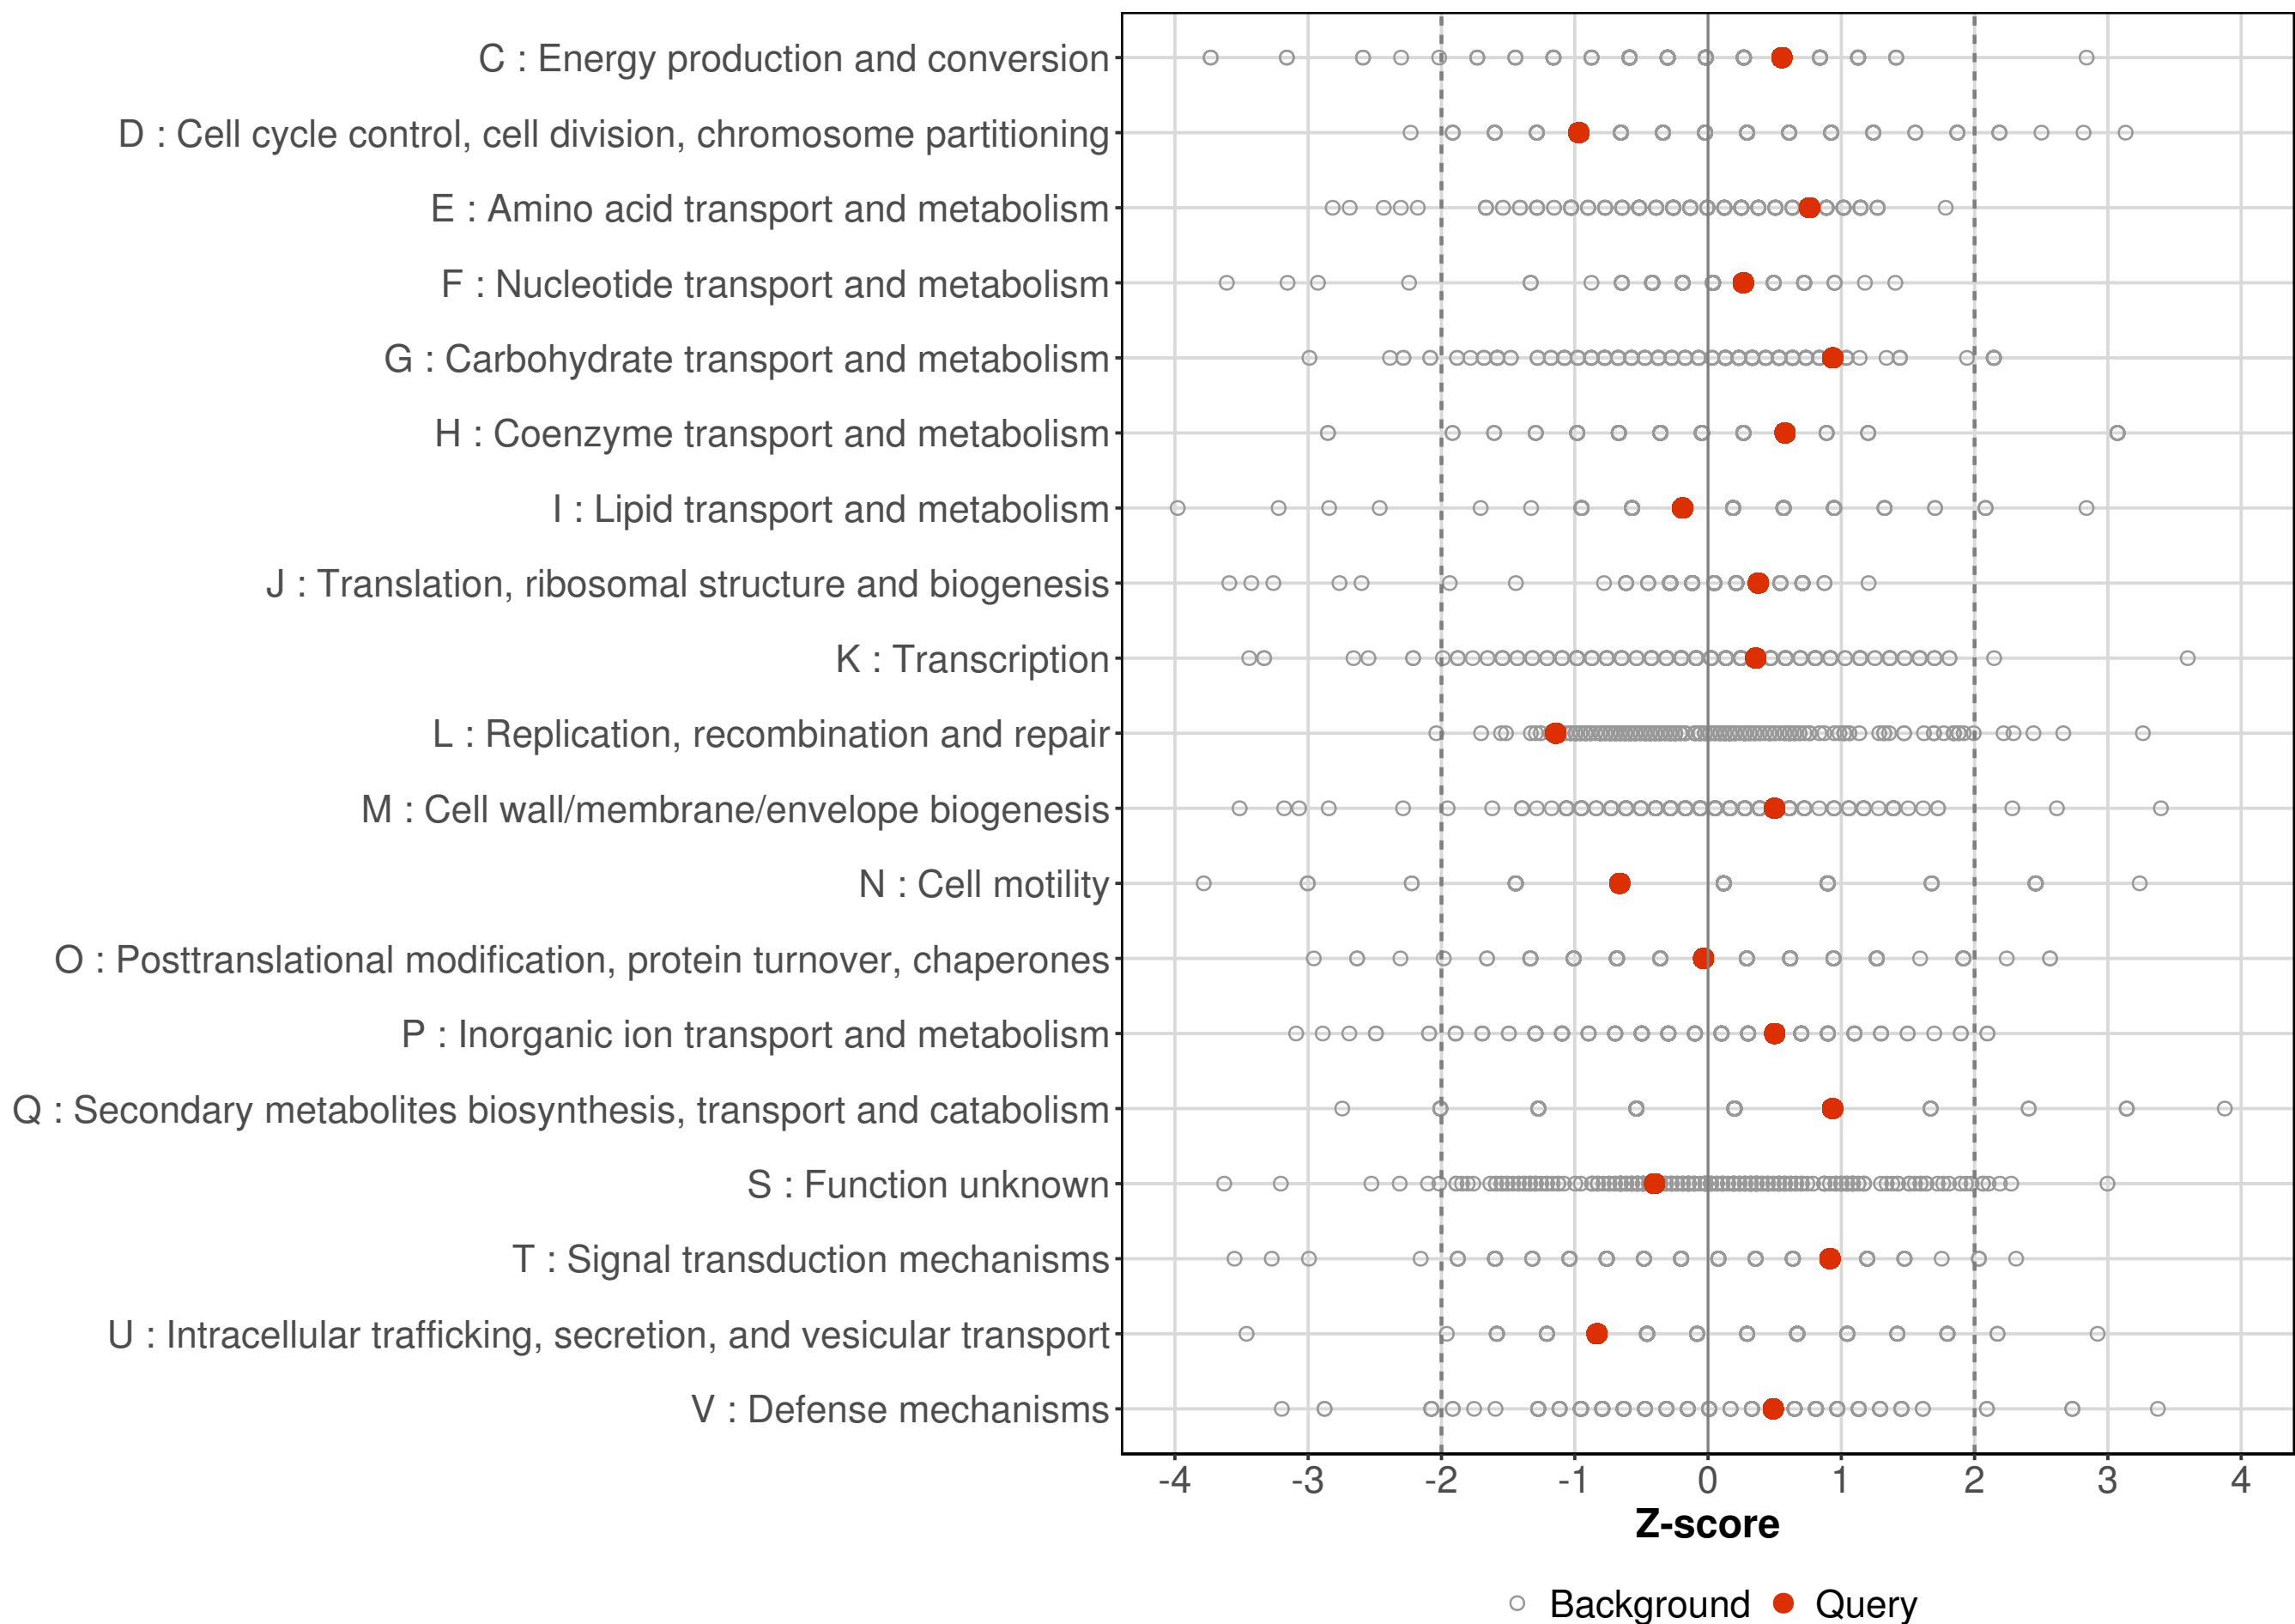 C : Energy production and conversion
D : Cell cycle control, cell division, chromosome partitioning
E : Amino acid transport and metabolism
F : Nucleotide transport and metabolism
G : Carbohydrate transport and metabolism
H : Coenzyme transport and metabolism
I : Lipid transport and metabolism
J : Translation, ribosomal structure and biogenesis
K : Transcription
L : Replication, recombination and repair
M : Cell wall/membrane/envelope biogenesis
N : Cell motility
O : Posttranslational modification, protein turnover, chaperones
P : Inorganic ion transport and metabolism
Q : Secondary metabolites biosynthesis, transport and catabolism
S : Function unknown
T : Signal transduction mechanisms
U : Intracellular trafficking, secretion, and vesicular transport
V : Defense mechanisms
-4 -3 -2 -1 0 1 2 3 4
Z-score
Background Query